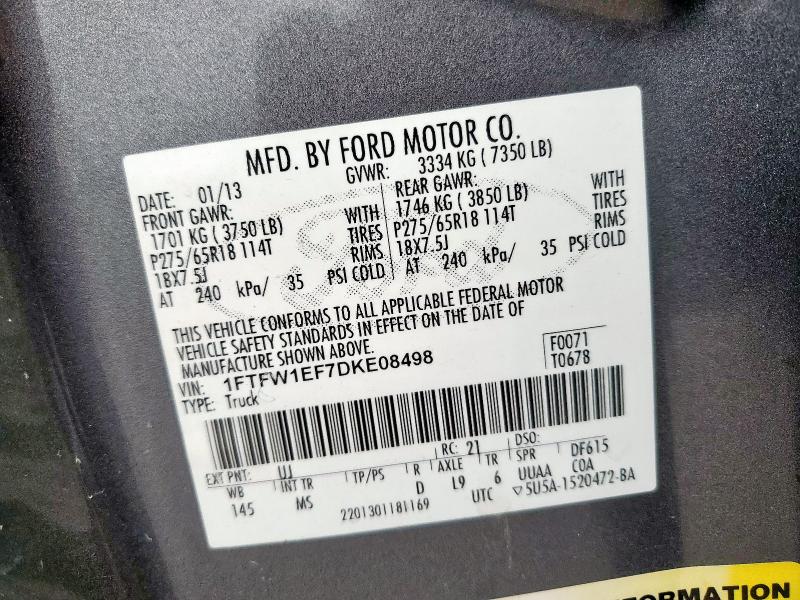 MFD. BY FORD MOTOR CO.
DATE: 01/13
GVWR: 3334 KG ( 7350 LB)
FRONT GAWR:
1701 KG ( 3750 LB) WITH
P275/65R18 114T TIRES
18X7.5J RIMS
AT 240 kPa/ 35 PSI COLD
REAR GAWR:
1746 KG ( 3850 LB) WITH
P275/65R18 114T TIRES
18X7.5J RIMS
AT 240 kPa/ 35 PSI COLD
THIS VEHICLE CONFORMS TO ALL APPLICABLE FEDERAL MOTOR
VEHICLE SAFETY STANDARDS IN EFFECT ON THE DATE OF
MANUFACTURE SHOWN ABOVE.
VIN: 1FTFW1EF7DKE08498
TYPE: Truck
F0071
T0678
EXT PNT: UJ RC: 21 DSO:
WB INT TR TP/PS R AXLE TR SPR DF615
145 MS D L9 6 UUAA COA
2201301181169 UTC ▽5U5A-1520472-BA
ORMATION